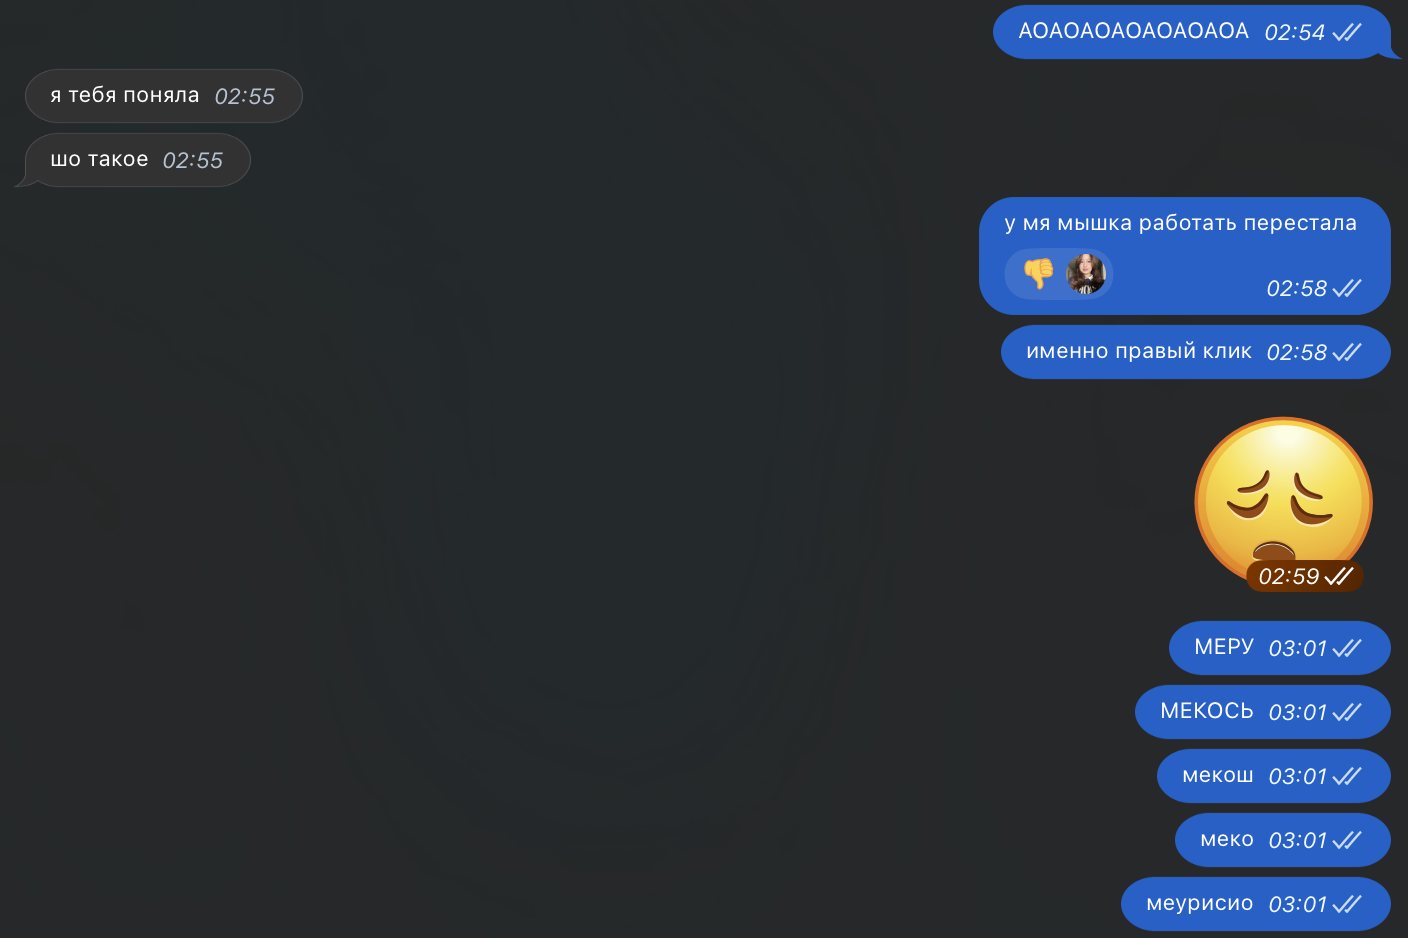 АОАОАОАОАОАОАОА 02:54
я тебя поняла 02:55
шо такое 02:55
у мя мышка работать перестала
02:58
именно правый клик 02:58
02:59
МЕРУ 03:01
МЕКОСЬ 03:01
мекош 03:01
меко 03:01
меурисио 03:01